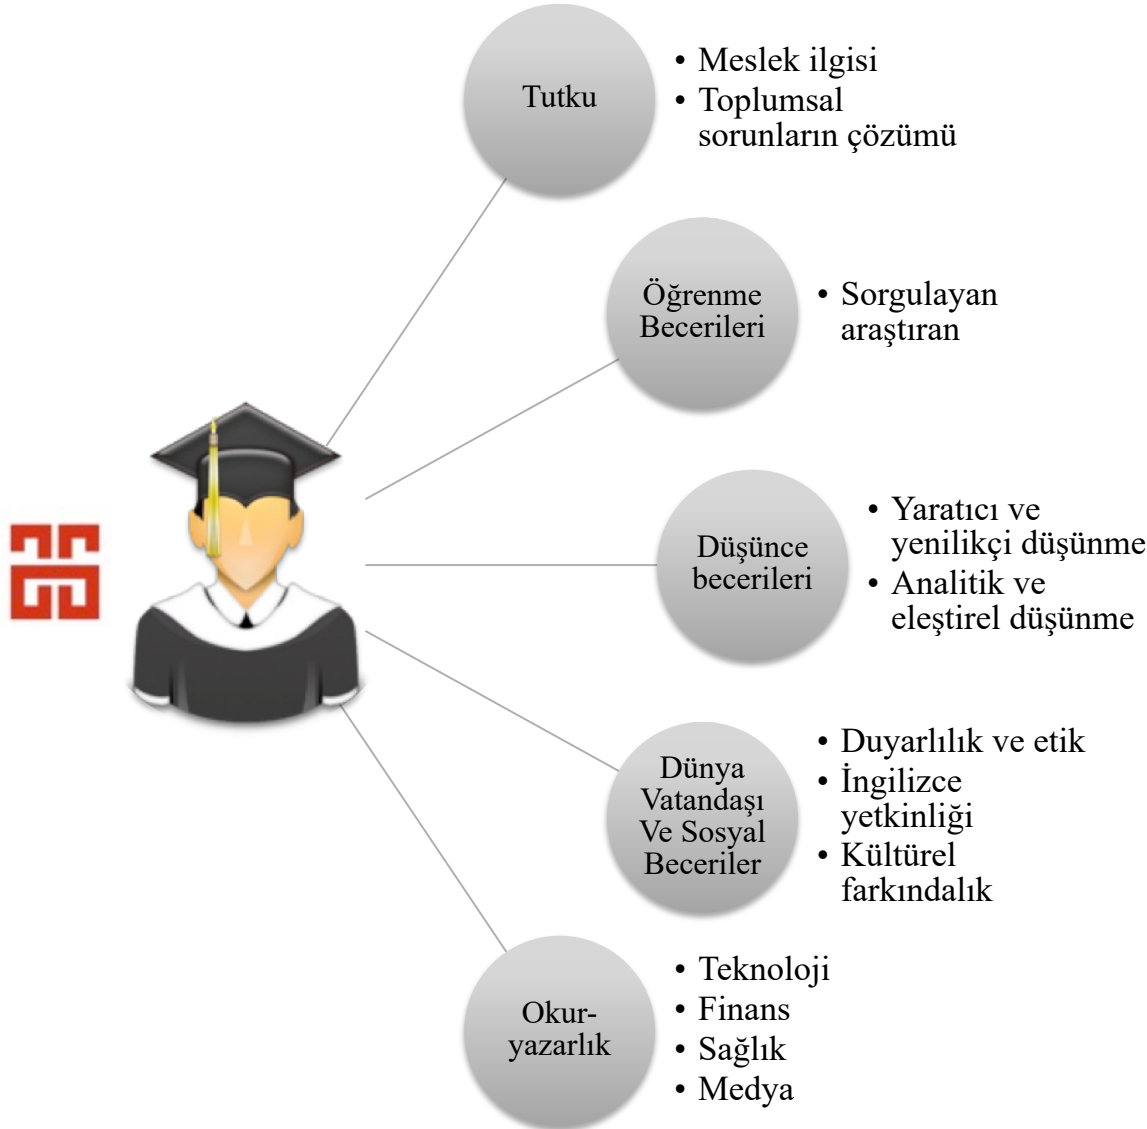 Tutku
• Meslek ilgisi
• Toplumsal
sorunların çözümü
Öğrenme
Becerileri
• Sorgulayan
araştıran
Düşünce
becerileri
• Yaratıcı ve
yenilikçi düşünme
• Analitik ve
eleştirel düşünme
Dünya
Vatandaşı
Ve Sosyal
Beceriler
• Duyarlılık ve etik
• İngilizce
yetkinliği
• Kültürel
farkındalık
Okur-
yazarlık
• Teknoloji
• Finans
• Sağlık
• Medya